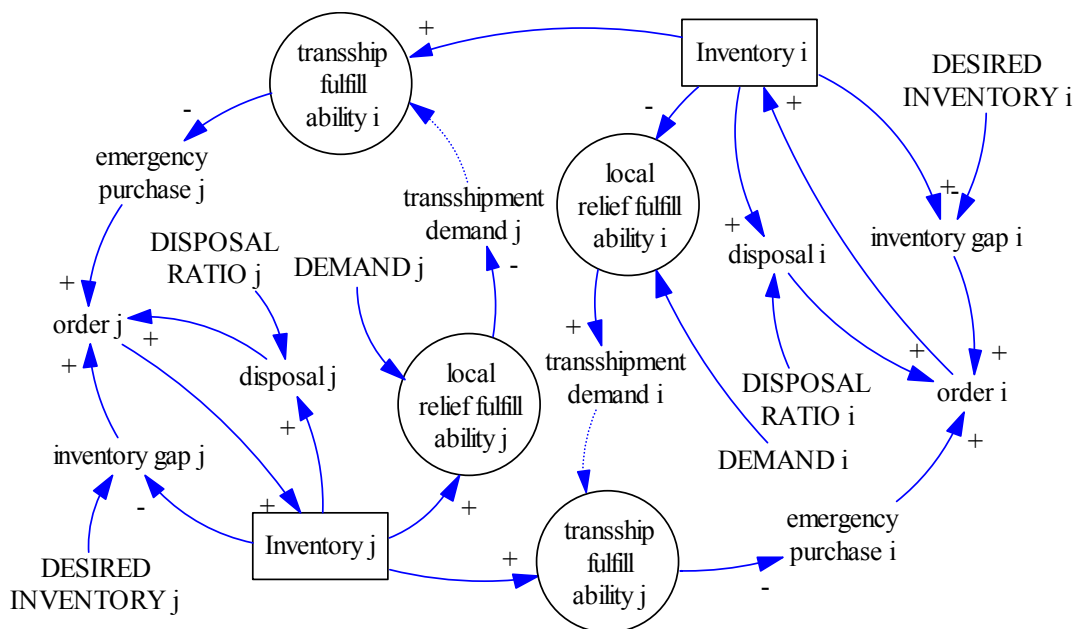 transship
fulfill
ability i
+
Inventory i
DESIRED
INVENTORY i
-
-
+
emergency
purchase j
local
relief fulfill
ability i
transshipment
demand j
+
+
-
inventory gap i
disposal i
DISPOSAL
RATIO j
DEMAND j
-
+
order j
+
+
+
transshipment
demand i
+
+
order i
disposal j
local
relief fulfill
ability j
DISPOSAL
RATIO i
+
+
inventory gap j
DEMAND i
-
+
+
Inventory j
+
transship
fulfill
ability j
emergency
purchase i
-
DESIRED
INVENTORY j